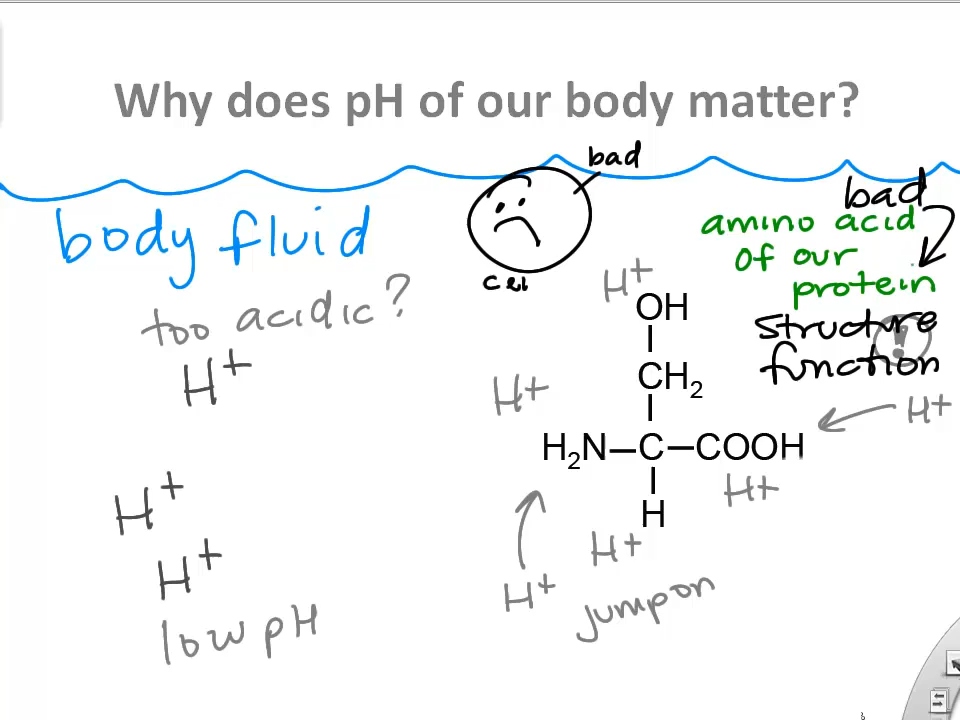 Why does pH of our body matter?
bad
body fluid
cell
bad
amino acid
of our
protein
structure
function
too acidic?
H+
H+
H+
low pH
H+
OH
CH2
H2N–C–COOH
H
H+
H+
H+
H+
H+
jump on